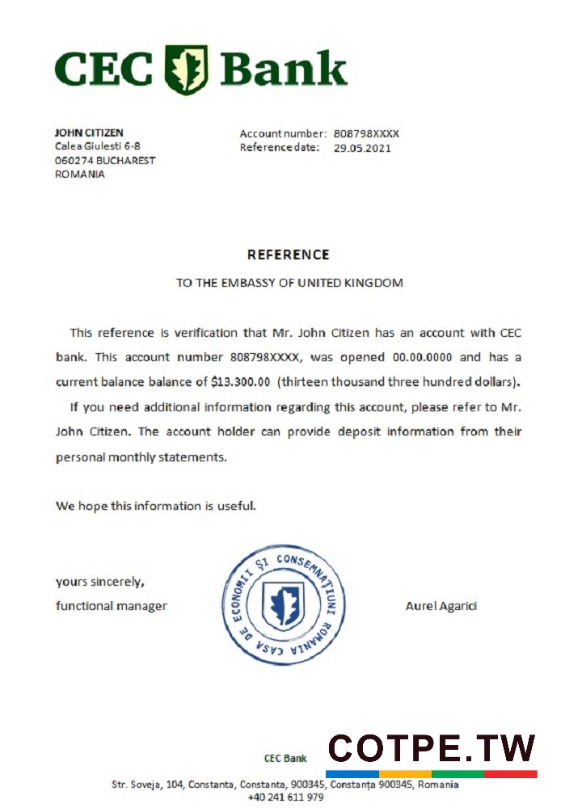 CEC Bank
JOHN CITIZEN
Calea Giulesti 6-8
060274 BUCHAREST
ROMANIA
Account number: 808798XXXX
Reference date: 29.05.2021
REFERENCE
TO THE EMBASSY OF UNITED KINGDOM
This reference is verification that Mr. John Citizen has an account with CEC
bank. This account number 808798XXXX, was opened 00.00.0000 and has a
current balance balance of $13.300.00 (thirteen thousand three hundred dollars).
If you need additional information regarding this account, please refer to Mr.
John Citizen. The account holder can provide deposit information from their
personal monthly statements.
We hope this information is useful.
yours sincerely,
functional manager
CASA DE ECONOMII ȘI CONSEMNAȚIUNI ROMANIA
Aurel Agarici
COTPE.TW
CEC Bank
Str. Soveja, 104, Constanta, Constanta, 900345, Constanța 900345, Romania
+40 241 611 979